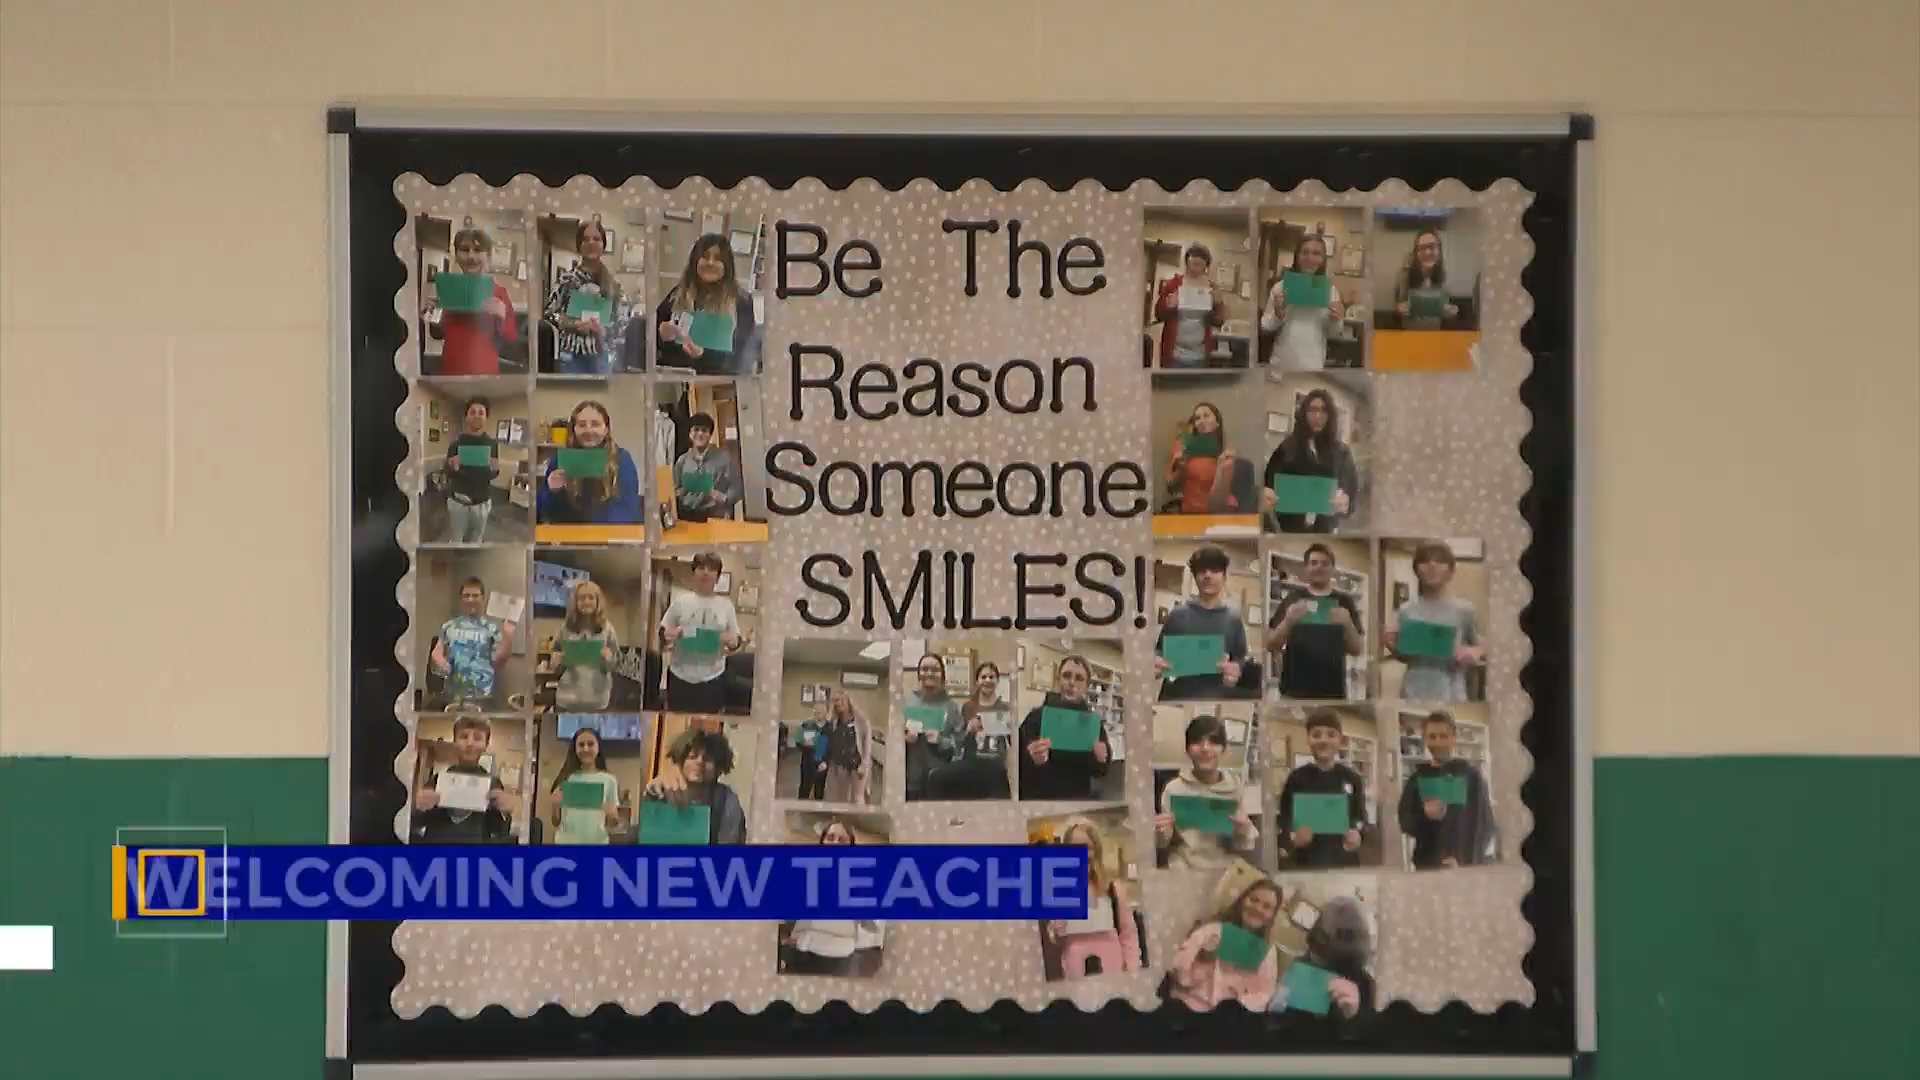 Be The
Reason
Someone
SMILES!
WELCOMING NEW TEACHE